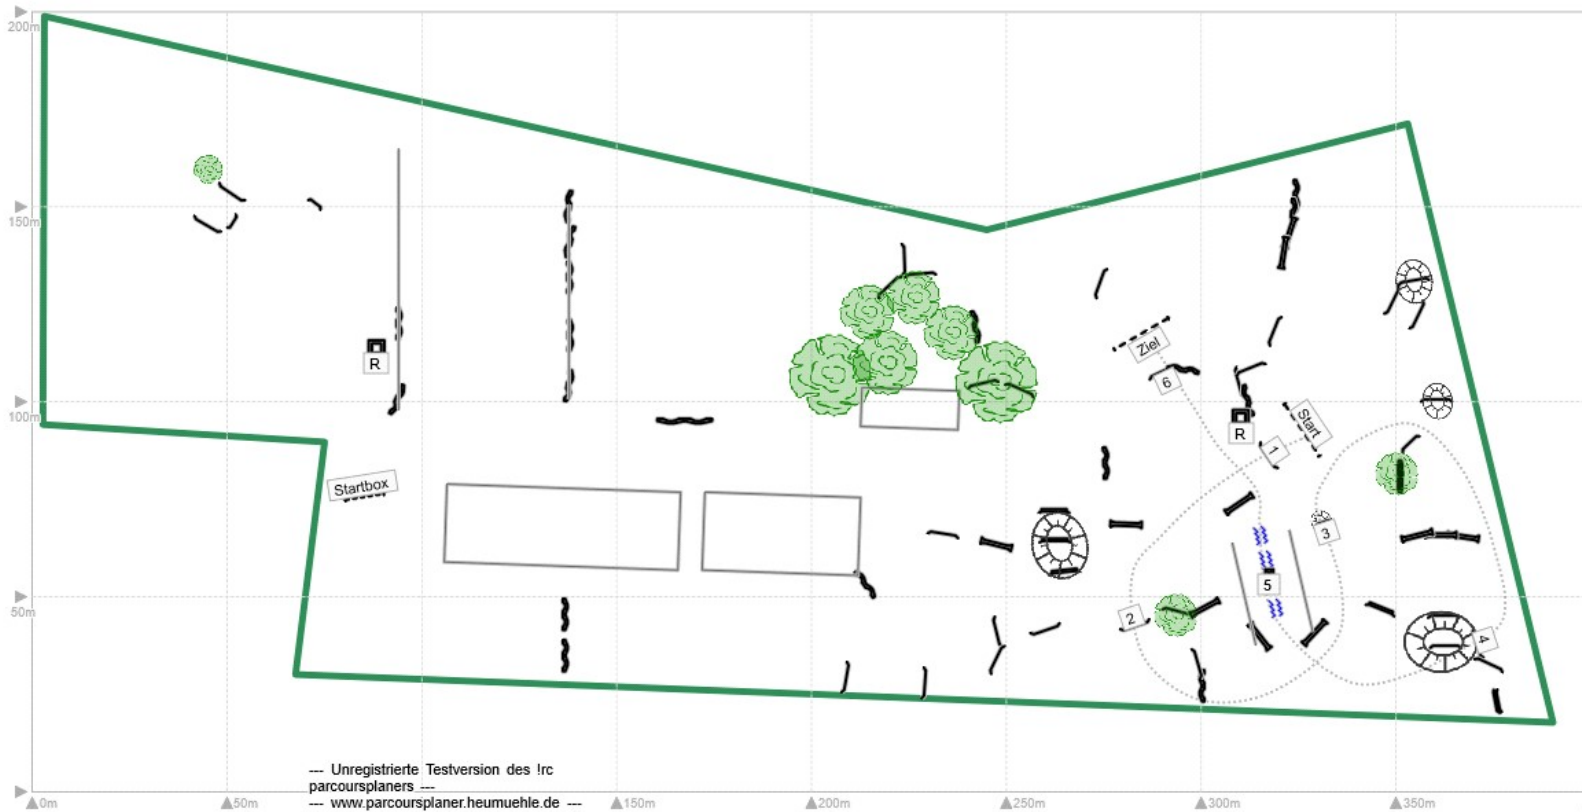 200m
150m
R
Ziel
6
100m
Start
R
1
Startbox
3
5
50m
2
4
--- Unregistrierte Testversion des !rc
parcoursplaners ---
--- www.parcoursplaner.heumuehle.de ---
0m
50m
150m
200m
250m
300m
350m